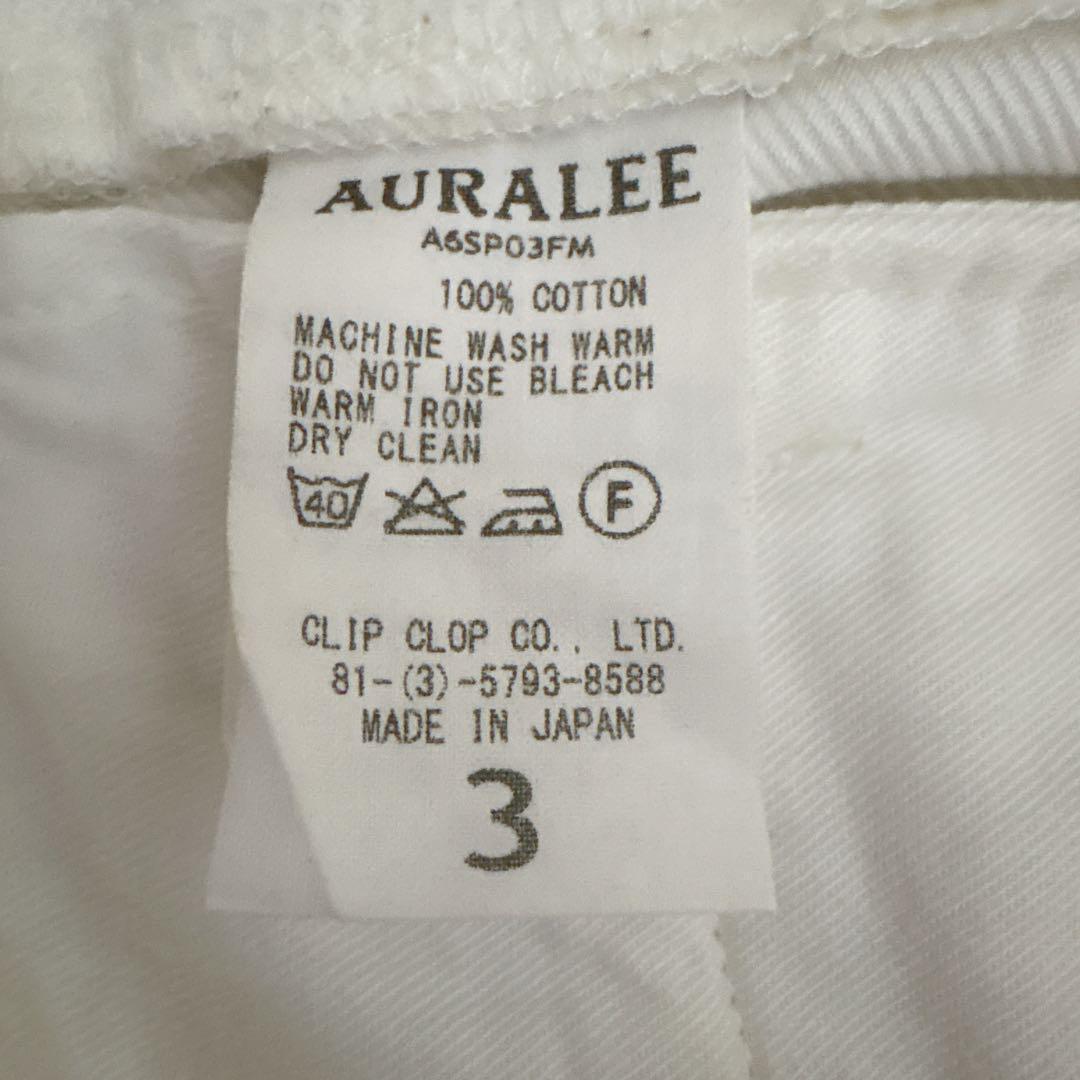 AURALEE
A6SP03FM
100% COTTON
MACHINE WASH WARM
DO NOT USE BLEACH
WARM IRON
DRY CLEAN
40 F
CLIP CLOP CO., LTD.
81-(3)-5793-8588
MADE IN JAPAN
3